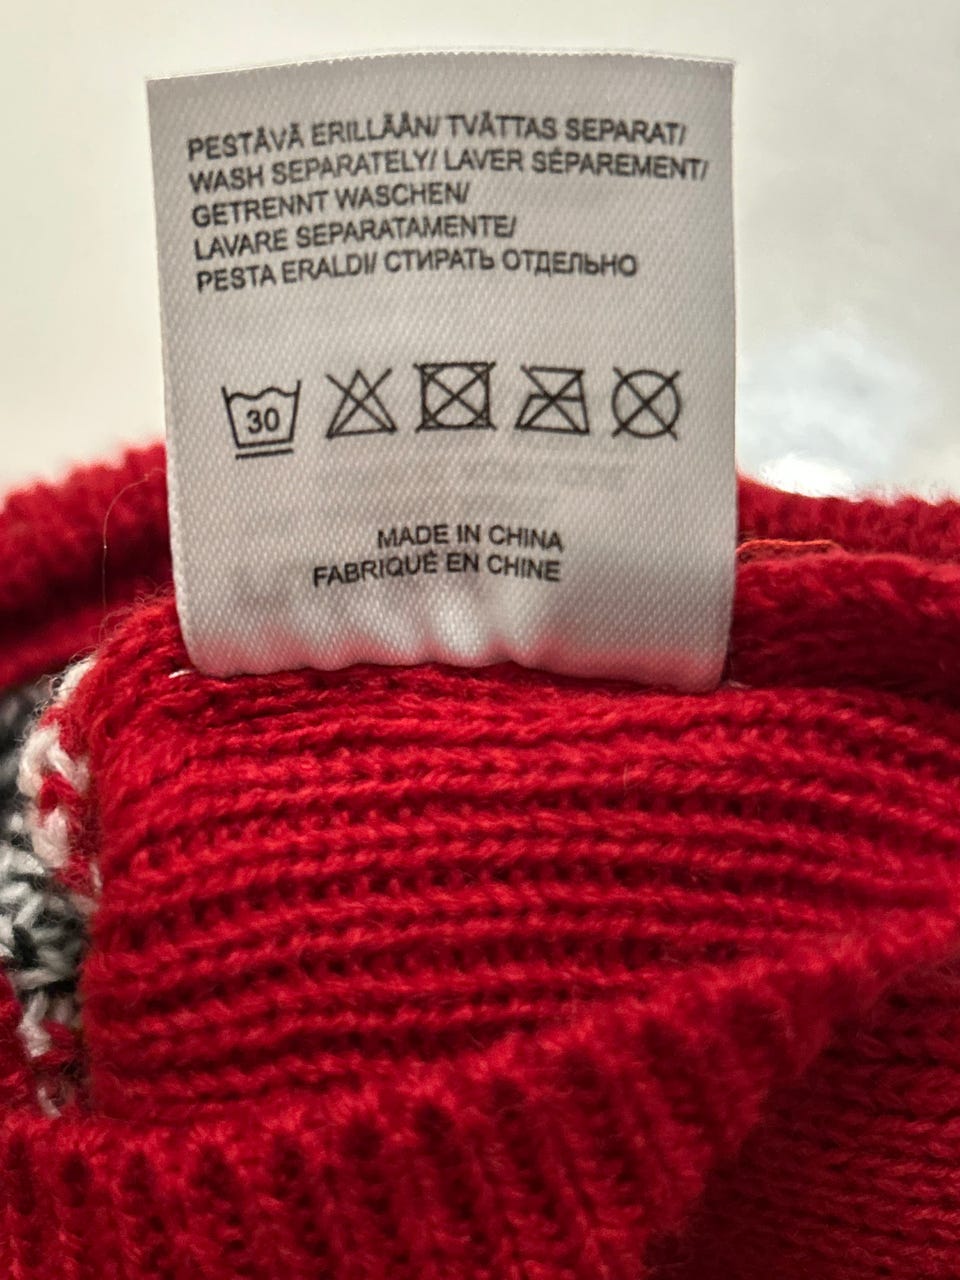 PESTÄVÄ ERILLÄÄN/ TVÄTTAS SEPARAT/
WASH SEPARATELY/ LAVER SÉPAREMENT/
GETRENNT WASCHEN/
LAVARE SEPARATAMENTE/
PESTA ERALDI/ СТИРАТЬ ОТДЕЛЬНО
30
MADE IN CHINA
FABRIQUÉ EN CHINE